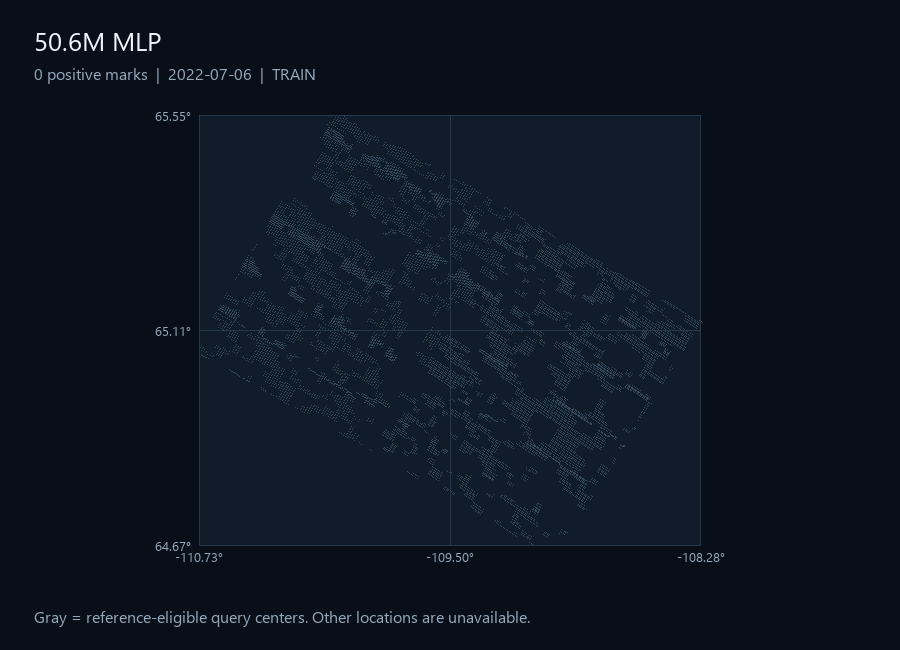 50.6M MLP
0 positive marks | 2022-07-06 | TRAIN
65.55°
65.11°
64.67°
-110.73°
-109.50°
-108.28°
Gray = reference-eligible query centers. Other locations are unavailable.